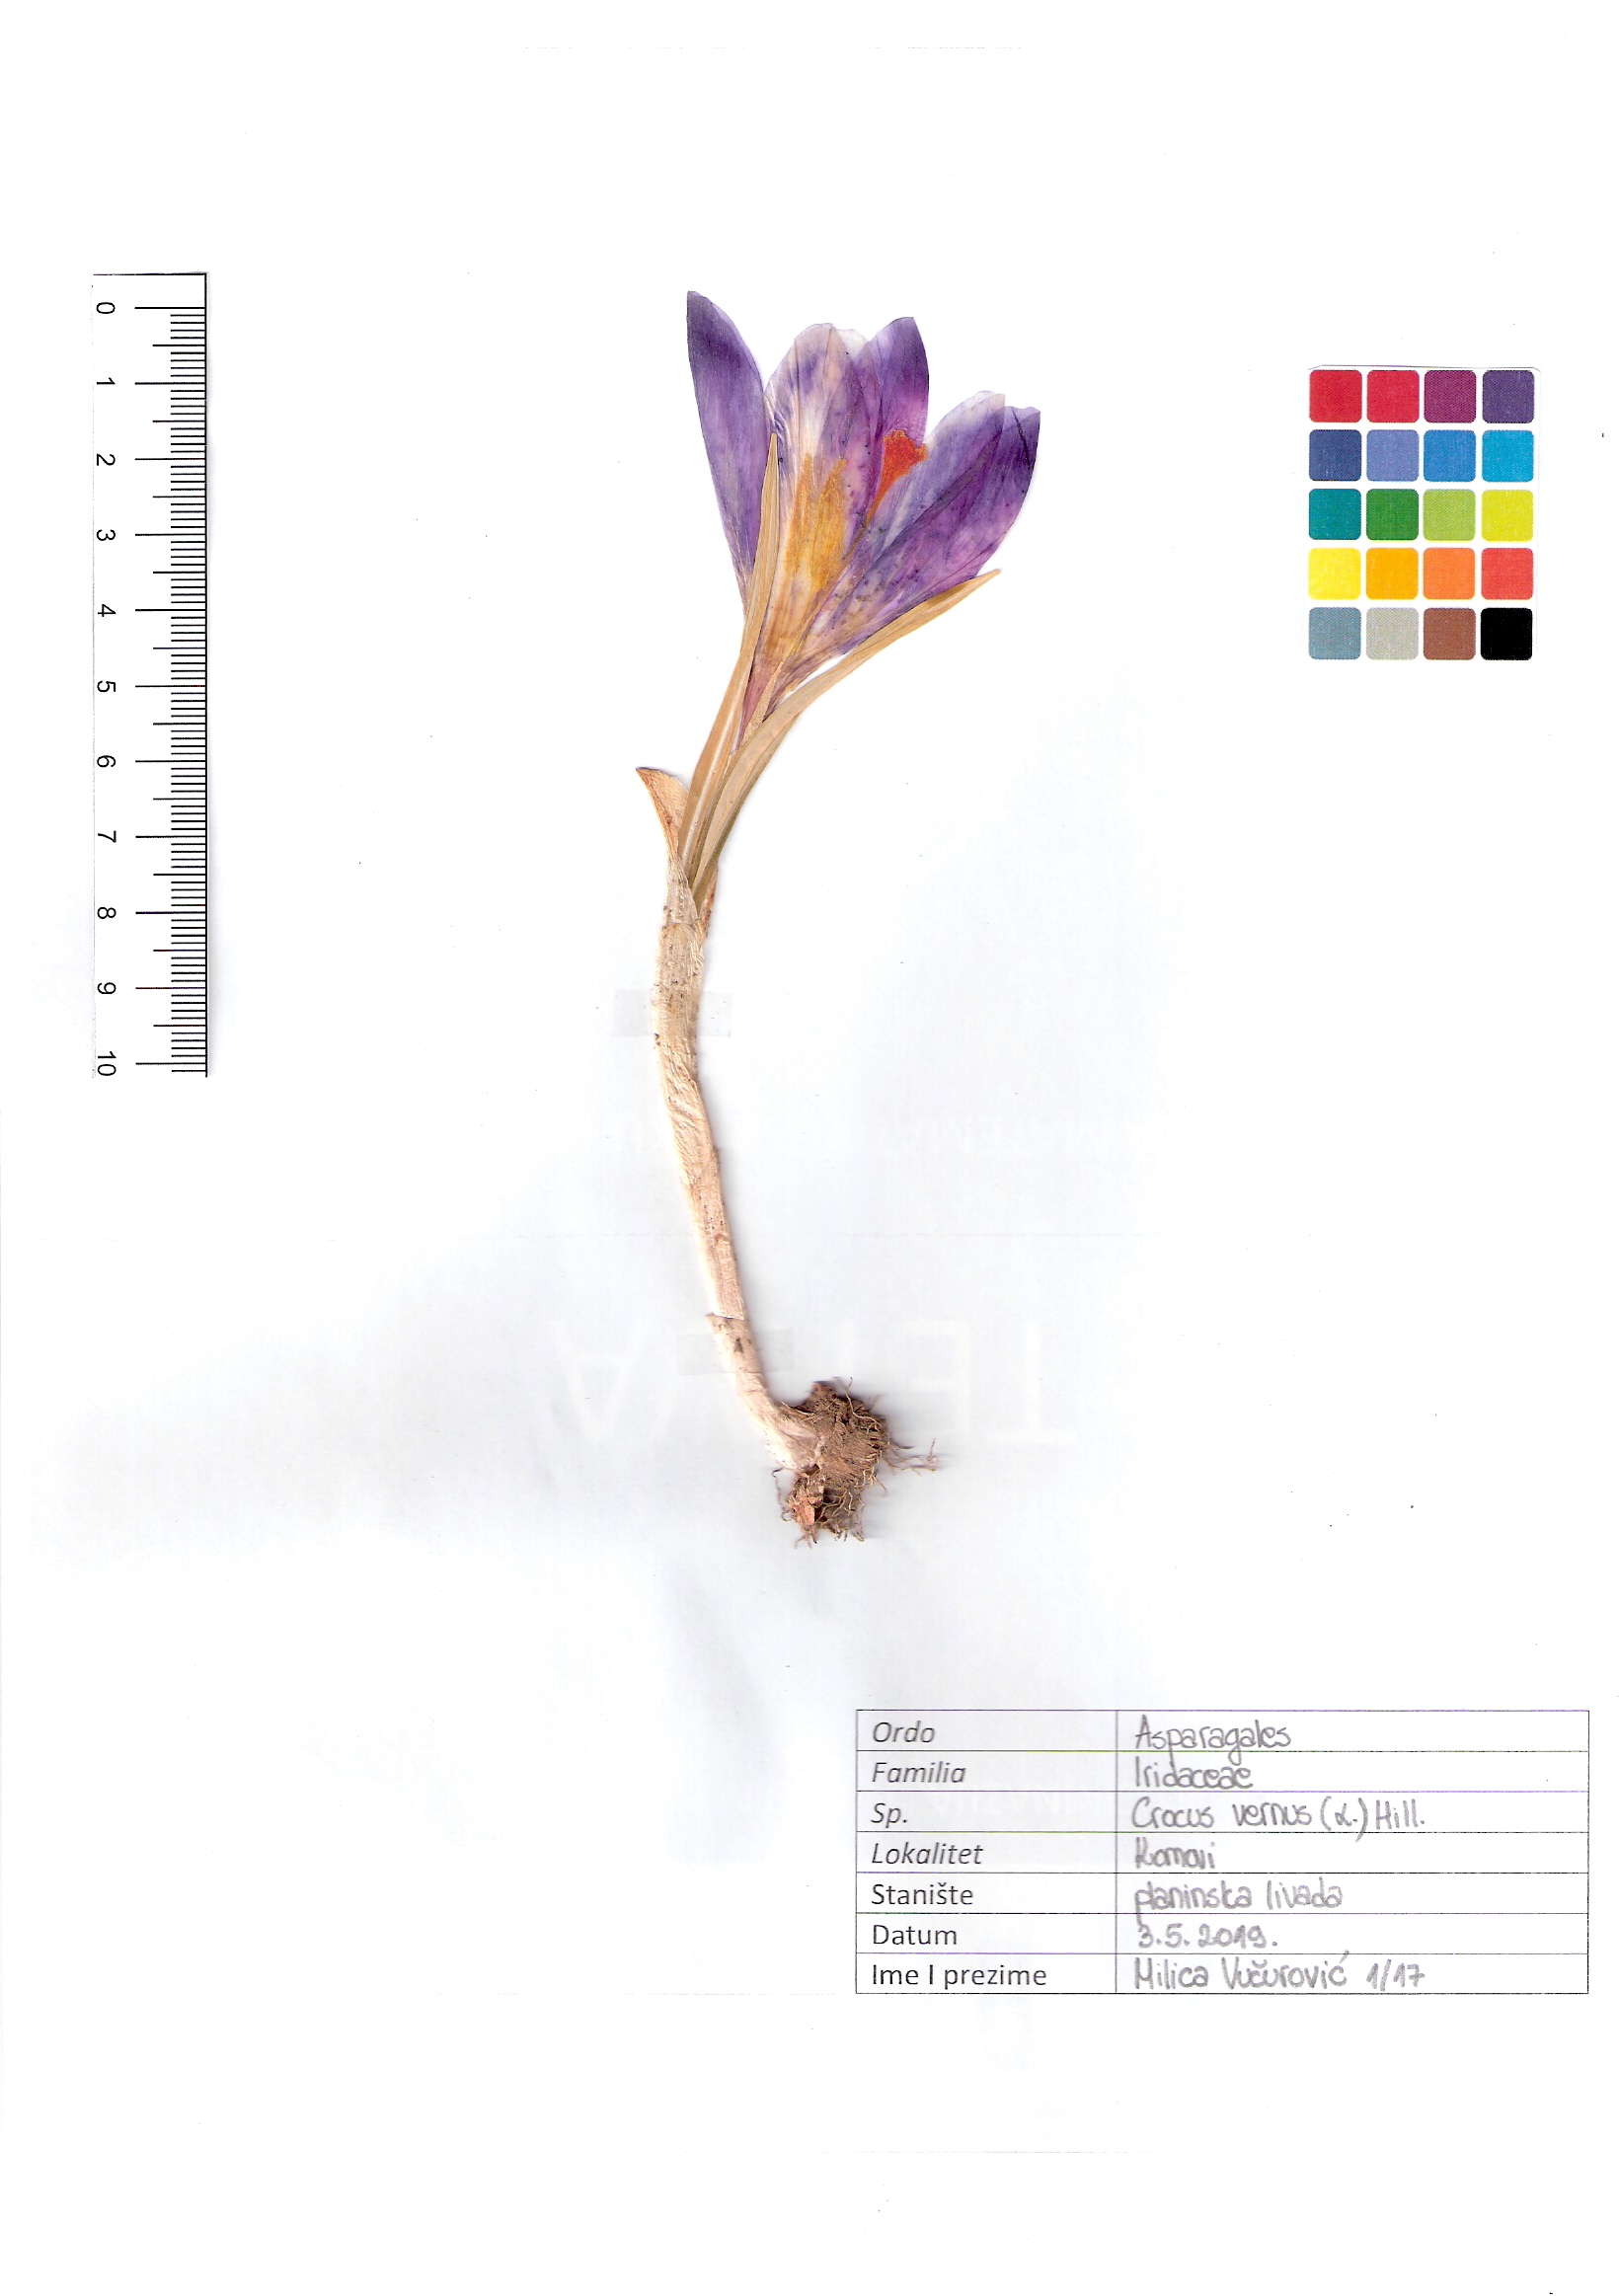 0
1
2
3
4
5
6
7
8
9
10
Ordo Asparagales
Familia Iridaceae
Sp. Crocus vernus (L.) Hill.
Lokalitet Komovi
Stanište planinska livada
Datum 3.5.2019.
Ime I prezime Milica Vučurović 1/17